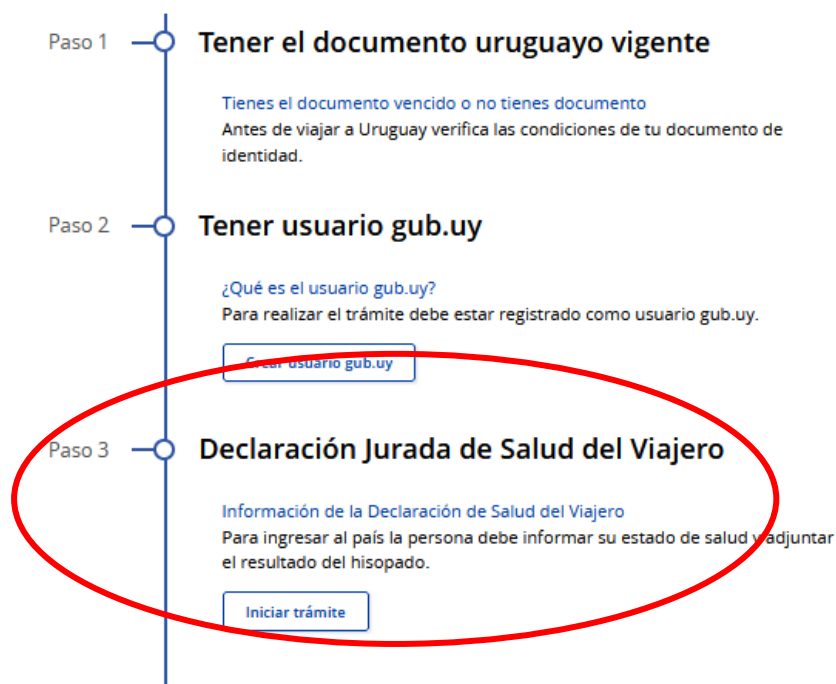 Paso 1
Tener el documento uruguayo vigente
Tienes el documento vencido o no tienes documento
Antes de viajar a Uruguay verifica las condiciones de tu documento de
identidad.
Paso 2
Tener usuario gub.uy
¿Qué es el usuario gub.uy?
Para realizar el trámite debe estar registrado como usuario gub.uy.
Crear usuario gub.uy
Paso 3
Declaración Jurada de Salud del Viajero
Información de la Declaración de Salud del Viajero
Para ingresar al país la persona debe informar su estado de salud y adjuntar
el resultado del hisopado.
Iniciar trámite